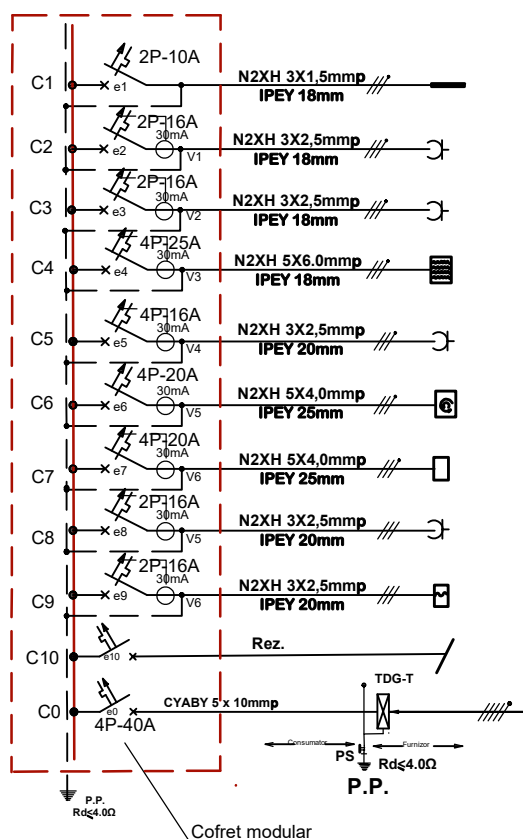 2P-10A
C1
e1
N2XH 3X1,5mmp
IPEY 18mm
2P-16A
30mA
C2
e2
V1
N2XH 3X2,5mmp
IPEY 18mm
2P-16A
30mA
C3
e3
V2
N2XH 3X2,5mmp
IPEY 18mm
4P-25A
30mA
C4
e4
V3
N2XH 5X6.0mmp
IPEY 18mm
4P-16A
30mA
C5
e5
V4
N2XH 3X2,5mmp
IPEY 20mm
4P-20A
30mA
C6
e6
V5
N2XH 5X4,0mmp
IPEY 25mm
4P-20A
30mA
C7
e7
V6
N2XH 5X4,0mmp
IPEY 25mm
2P-16A
30mA
C8
e8
V5
N2XH 3X2,5mmp
IPEY 20mm
2P-16A
30mA
C9
e9
V6
N2XH 3X2,5mmp
IPEY 20mm
C10
e10
Rez.
C0
e0
4P-40A
CYABY 5 x 10mmp
TDG-T
Consumator
Furnizor
PS
Rd≤4.0Ω
P.P.
P.P.
Rd≤4.0Ω
Cofret modular